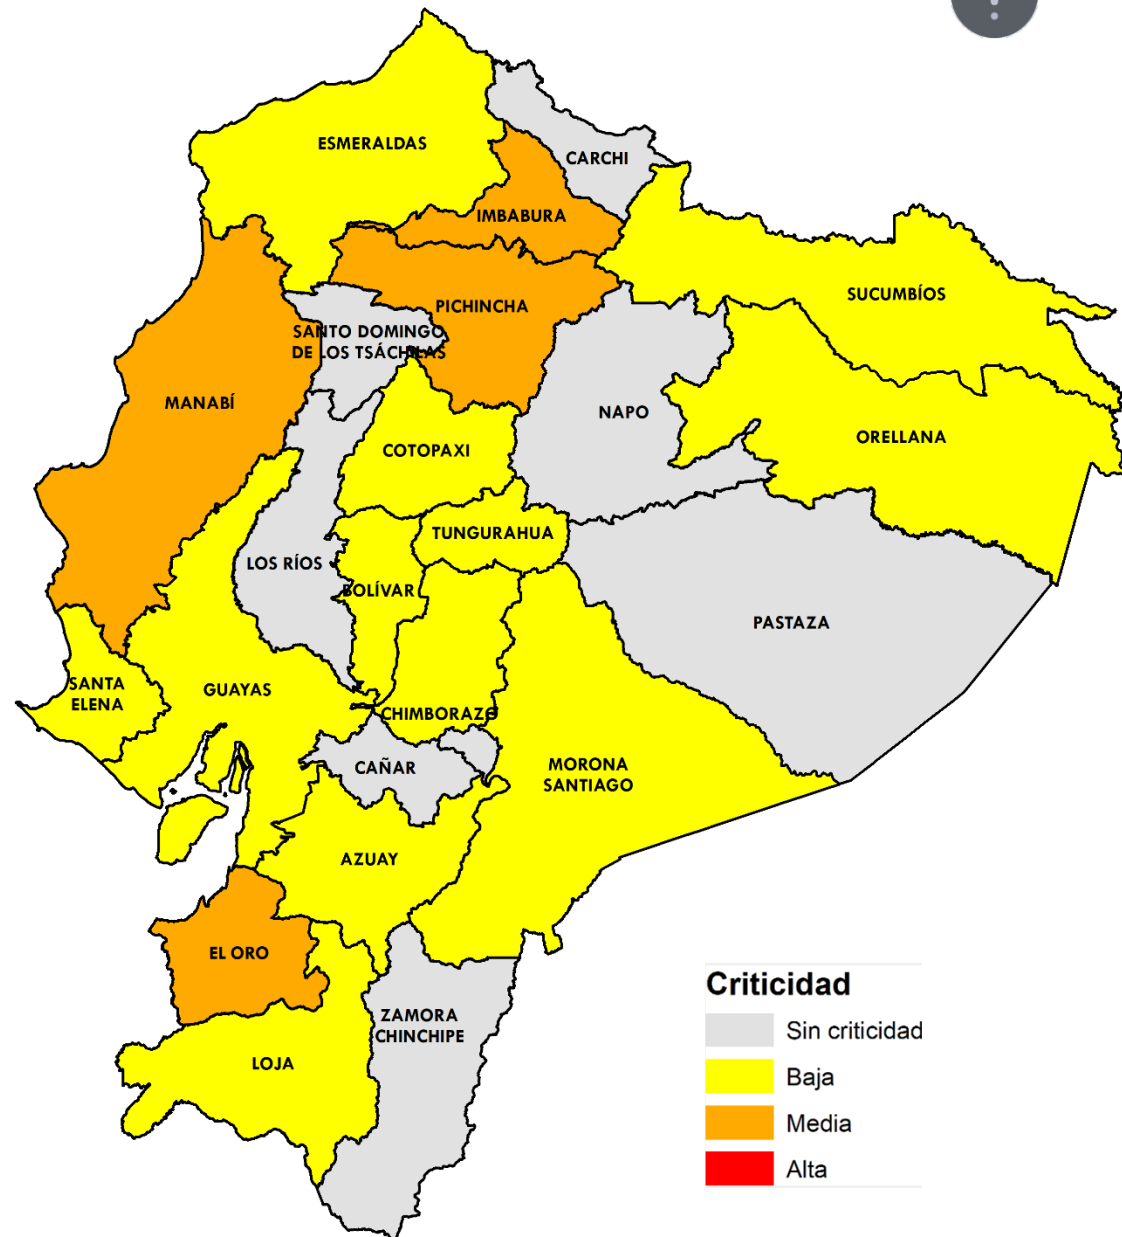 ESMERALDAS
CARCHI
IMBABURA
SUCUMBÍOS
PICHINCHA
SANTO DOMINGO
DE LOS TSÁCHILAS
MANABÍ
NAPO
ORELLANA
COTOPAXI
TUNGURAHUA
LOS RÍOS
BOLÍVAR
PASTAZA
SANTA
ELENA
GUAYAS
CHIMBORAZO
CAÑAR
MORONA
SANTIAGO
AZUAY
EL ORO
ZAMORA
CHINCHIPE
LOJA
Criticidad
Sin criticidad
Baja
Media
Alta